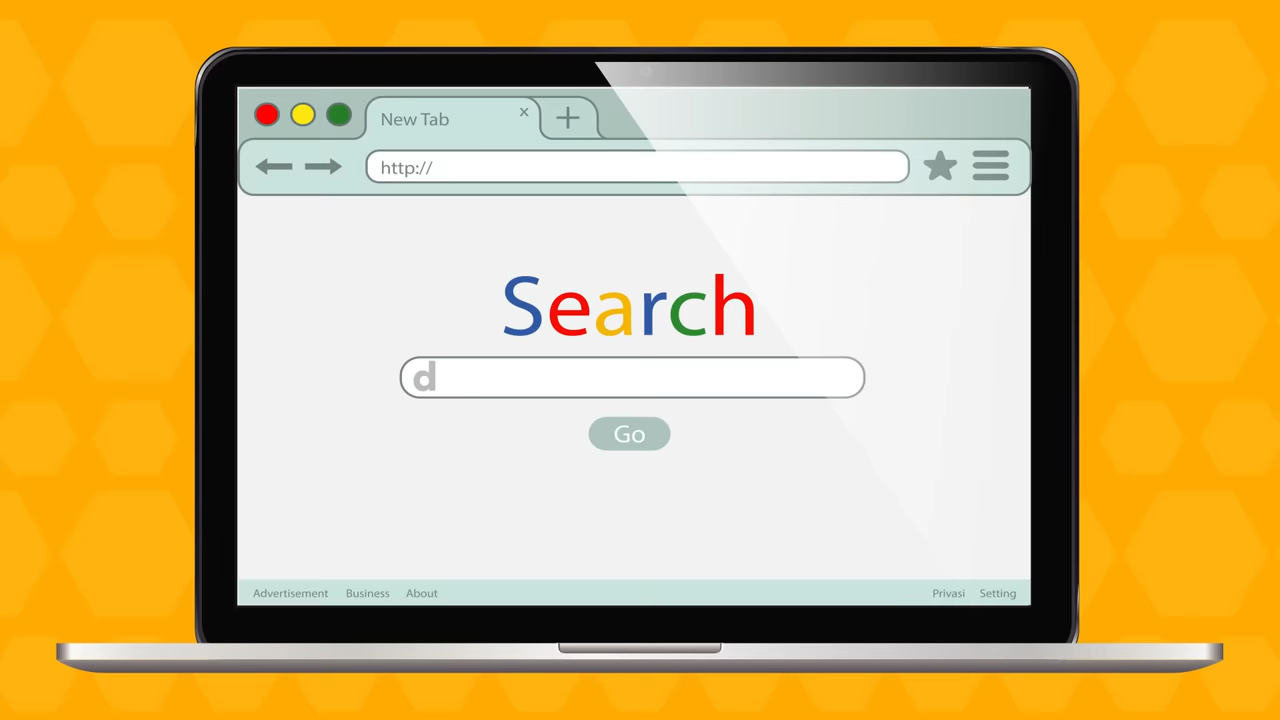 New Tab x +
http://
Search
d
Go
Advertisement Business About Privasi Setting